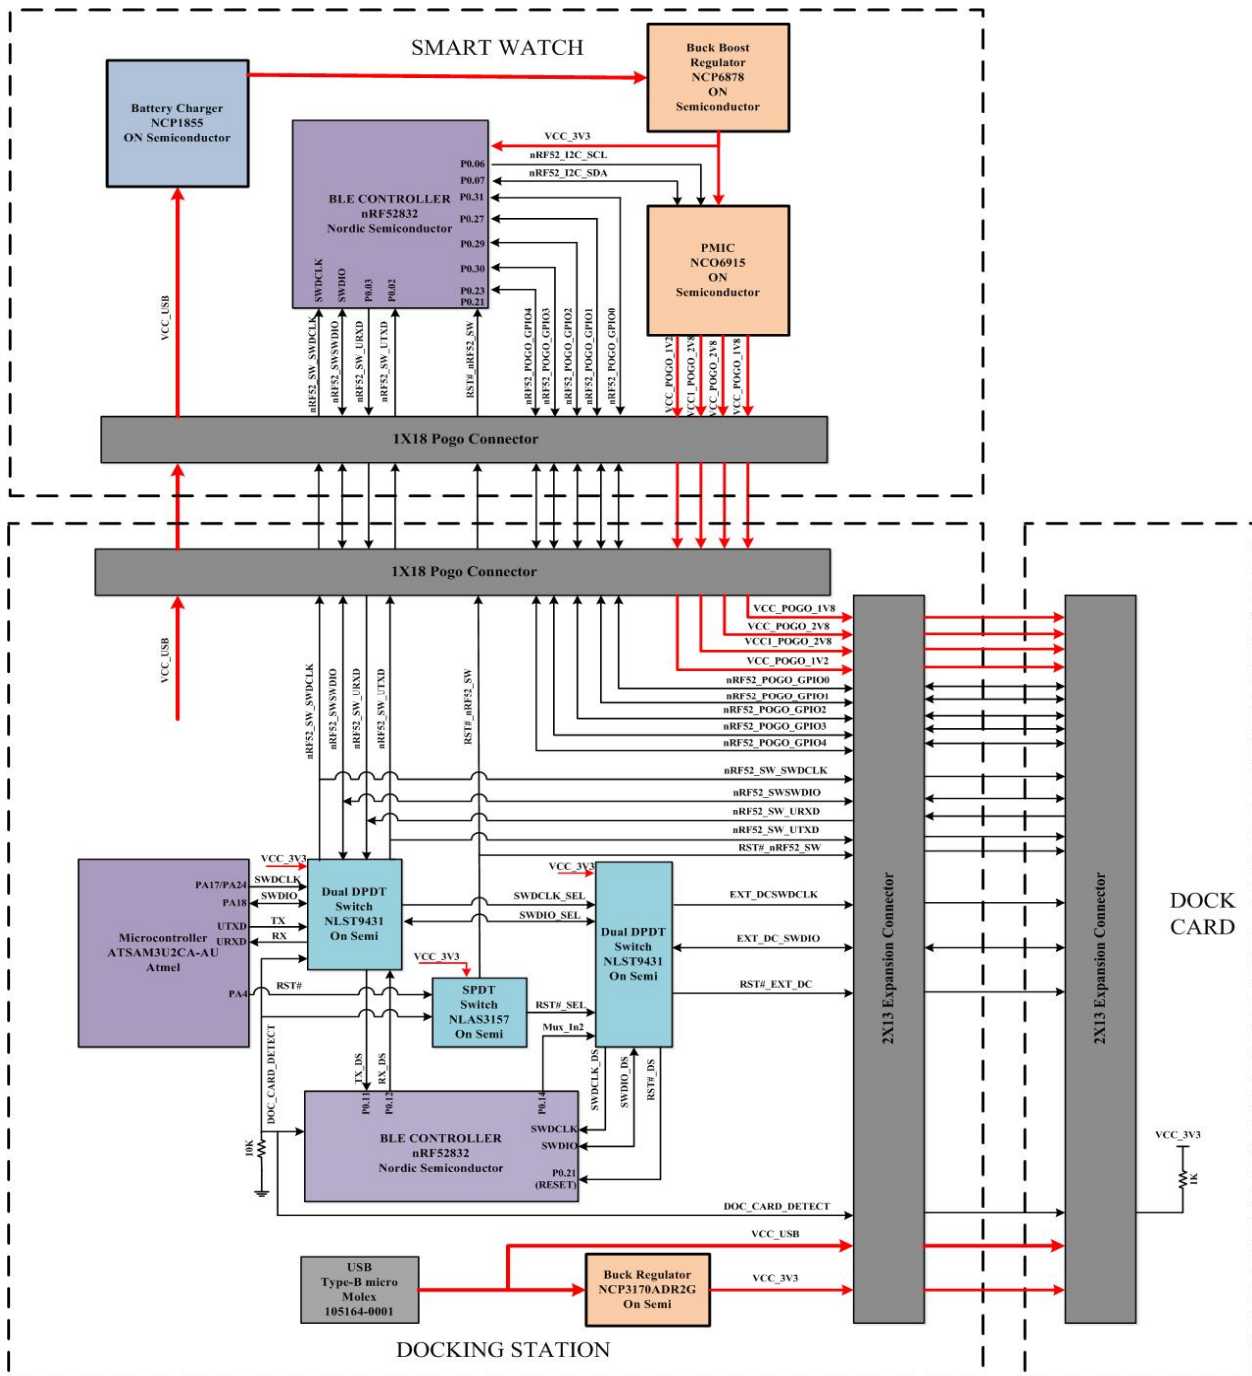 SMART WATCH
Buck Boost
Regulator
NCP6878
ON
Semiconductor
Battery Charger
NCP1855
ON Semiconductor
VCC_3V3
nRF52_I2C_SCL
nRF52_I2C_SDA
P0.06
P0.07
P0.31
P0.27
P0.29
P0.30
P0.23
P0.21
BLE CONTROLLER
nRF52832
Nordic Semiconductor
SWDCLK
SWDIO
P0.03
P0.02
PMIC
NCO6915
ON
Semiconductor
VCC_USB
nRF52_SW_SWDCLK
nRF52_SWSWDIO
nRF52_SW_URXD
nRF52_SW_UTXD
RST#_nRF52_SW
nRF52_POGO_GPIO4
nRF52_POGO_GPIO3
nRF52_POGO_GPIO2
nRF52_POGO_GPIO1
nRF52_POGO_GPIO0
VCC_POGO_1V2
VCC1_POGO_2V8
VCC_POGO_2V8
VCC_POGO_1V8
1X18 Pogo Connector
1X18 Pogo Connector
VCC_USB
nRF52_SW_SWDCLK
nRF52_SWSWDIO
nRF52_SW_URXD
nRF52_SW_UTXD
RST#_nRF52_SW
VCC_POGO_1V8
VCC_POGO_2V8
VCC1_POGO_2V8
VCC_POGO_1V2
nRF52_POGO_GPIO0
nRF52_POGO_GPIO1
nRF52_POGO_GPIO2
nRF52_POGO_GPIO3
nRF52_POGO_GPIO4
nRF52_SW_SWDCLK
nRF52_SWSWDIO
nRF52_SW_URXD
nRF52_SW_UTXD
RST#_nRF52_SW
2X13 Expansion Connector
2X13 Expansion Connector
DOCK
CARD
VCC_3V3
VCC_3V3
PA17/PA24
PA18
UTXD
URXD
PA4
Microcontroller
ATSAM3U2CA-AU
Atmel
SWDCLK
SWDIO
TX
RX
RST#
Dual DPDT
Switch
NLST9431
On Semi
SWDCLK_SEL
SWDIO_SEL
Dual DPDT
Switch
NLST9431
On Semi
EXT_DCSWDCLK
EXT_DC_SWDIO
RST#_EXT_DC
VCC_3V3
SPDT
Switch
NLAS3157
On Semi
RST#_SEL
Mux_In2
DOC_CARD_DETECT
TX_DS
RX_DS
SWDCLK_DS
SWDIO_DS
RST#_DS
P0.11
P0.12
P0.14
SWDCLK
SWDIO
P0.21
(RESET)
BLE CONTROLLER
nRF52832
Nordic Semiconductor
10K
VCC_3V3
1K
DOC_CARD_DETECT
VCC_USB
USB
Type-B micro
Molex
105164-0001
Buck Regulator
NCP3170ADR2G
On Semi
VCC_3V3
DOCKING STATION